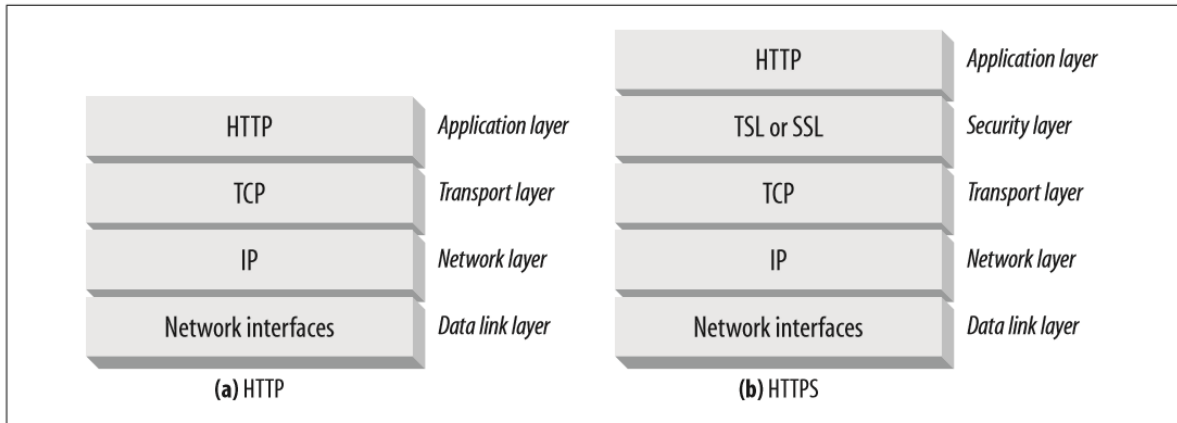 HTTP Application layer
TCP Transport layer
IP Network layer
Network interfaces Data link layer
(a) HTTP
HTTP Application layer
TSL or SSL Security layer
TCP Transport layer
IP Network layer
Network interfaces Data link layer
(b) HTTPS